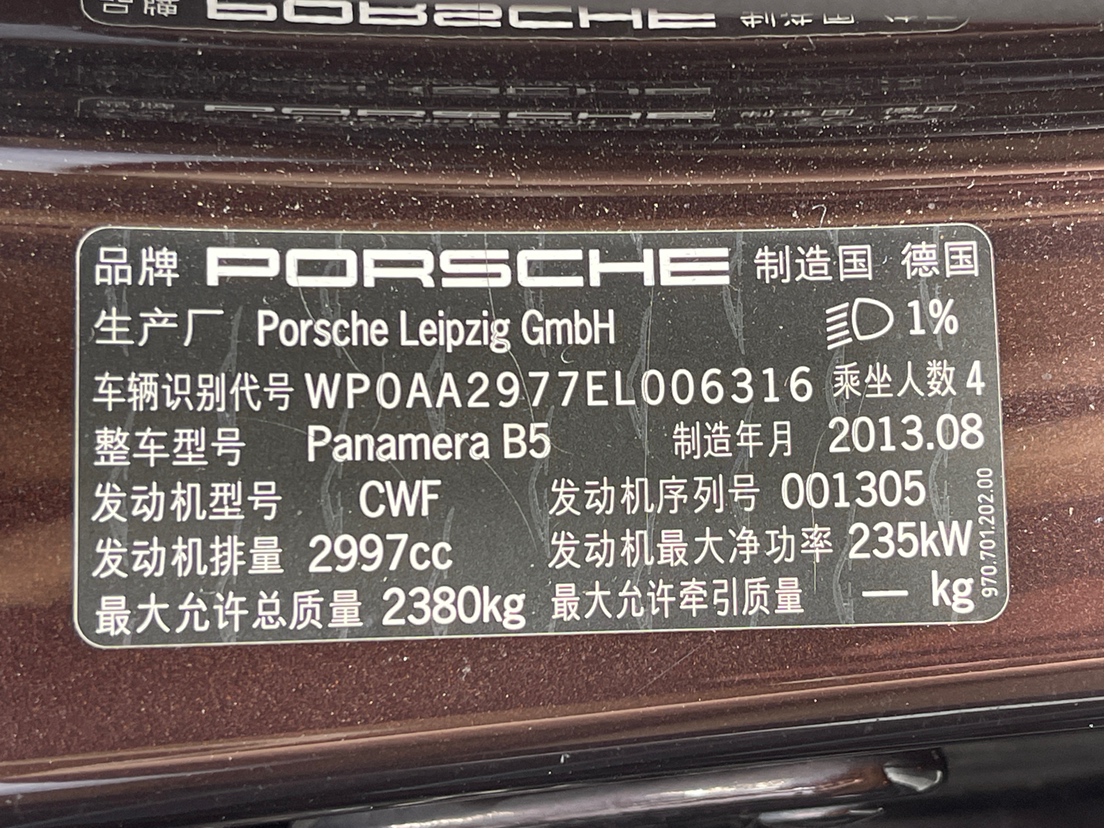 品牌 PORSCHE 制造国 德国
生产厂 Porsche Leipzig GmbH 1%
车辆识别代号 WP0AA2977EL006316 乘坐人数 4
整车型号 Panamera B5 制造年月 2013.08
发动机型号 CWF 发动机序列号 001305
发动机排量 2997cc 发动机最大净功率 235kW
最大允许总质量 2380kg 最大允许牵引质量 — kg
970.701.202.00